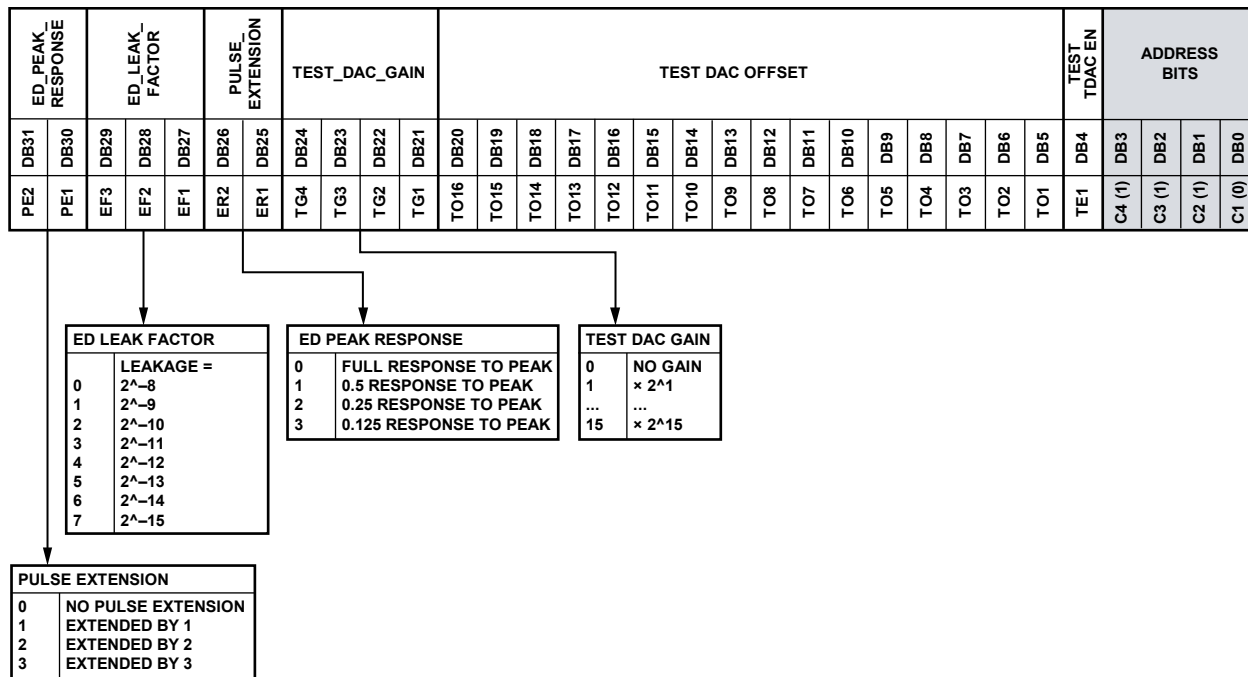 ED_PEAK_
RESPONSE
ED_LEAK_
FACTOR
PULSE_
EXTENSION
TEST_DAC_GAIN
TEST DAC OFFSET
TEST
TDAC EN
ADDRESS
BITS
DB31 DB30 DB29 DB28 DB27 DB26 DB25 DB24 DB23 DB22 DB21 DB20 DB19 DB18 DB17 DB16 DB15 DB14 DB13 DB12 DB11 DB10 DB9 DB8 DB7 DB6 DB5 DB4 DB3 DB2 DB1 DB0
PE2 PE1 EF3 EF2 EF1 ER2 ER1 TG4 TG3 TG2 TG1 TO16 TO15 TO14 TO13 TO12 TO11 TO10 TO9 TO8 TO7 TO6 TO5 TO4 TO3 TO2 TO1 TE1 C4 (1) C3 (1) C2 (1) C1 (0)
ED LEAK FACTOR
LEAKAGE =
0 2^–8
1 2^–9
2 2^–10
3 2^–11
4 2^–12
5 2^–13
6 2^–14
7 2^–15
ED PEAK RESPONSE
0 FULL RESPONSE TO PEAK
1 0.5 RESPONSE TO PEAK
2 0.25 RESPONSE TO PEAK
3 0.125 RESPONSE TO PEAK
TEST DAC GAIN
0 NO GAIN
1 × 2^1
... ...
15 × 2^15
PULSE EXTENSION
0 NO PULSE EXTENSION
1 EXTENDED BY 1
2 EXTENDED BY 2
3 EXTENDED BY 3